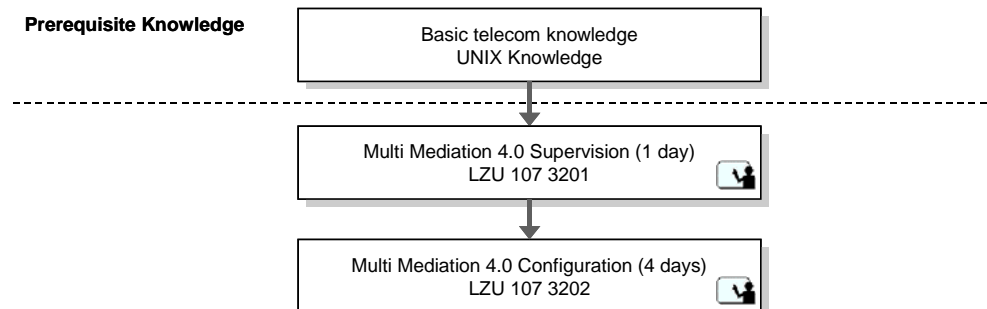 Prerequisite Knowledge
Basic telecom knowledge
UNIX Knowledge
Multi Mediation 4.0 Supervision (1 day)
LZU 107 3201
Multi Mediation 4.0 Configuration (4 days)
LZU 107 3202